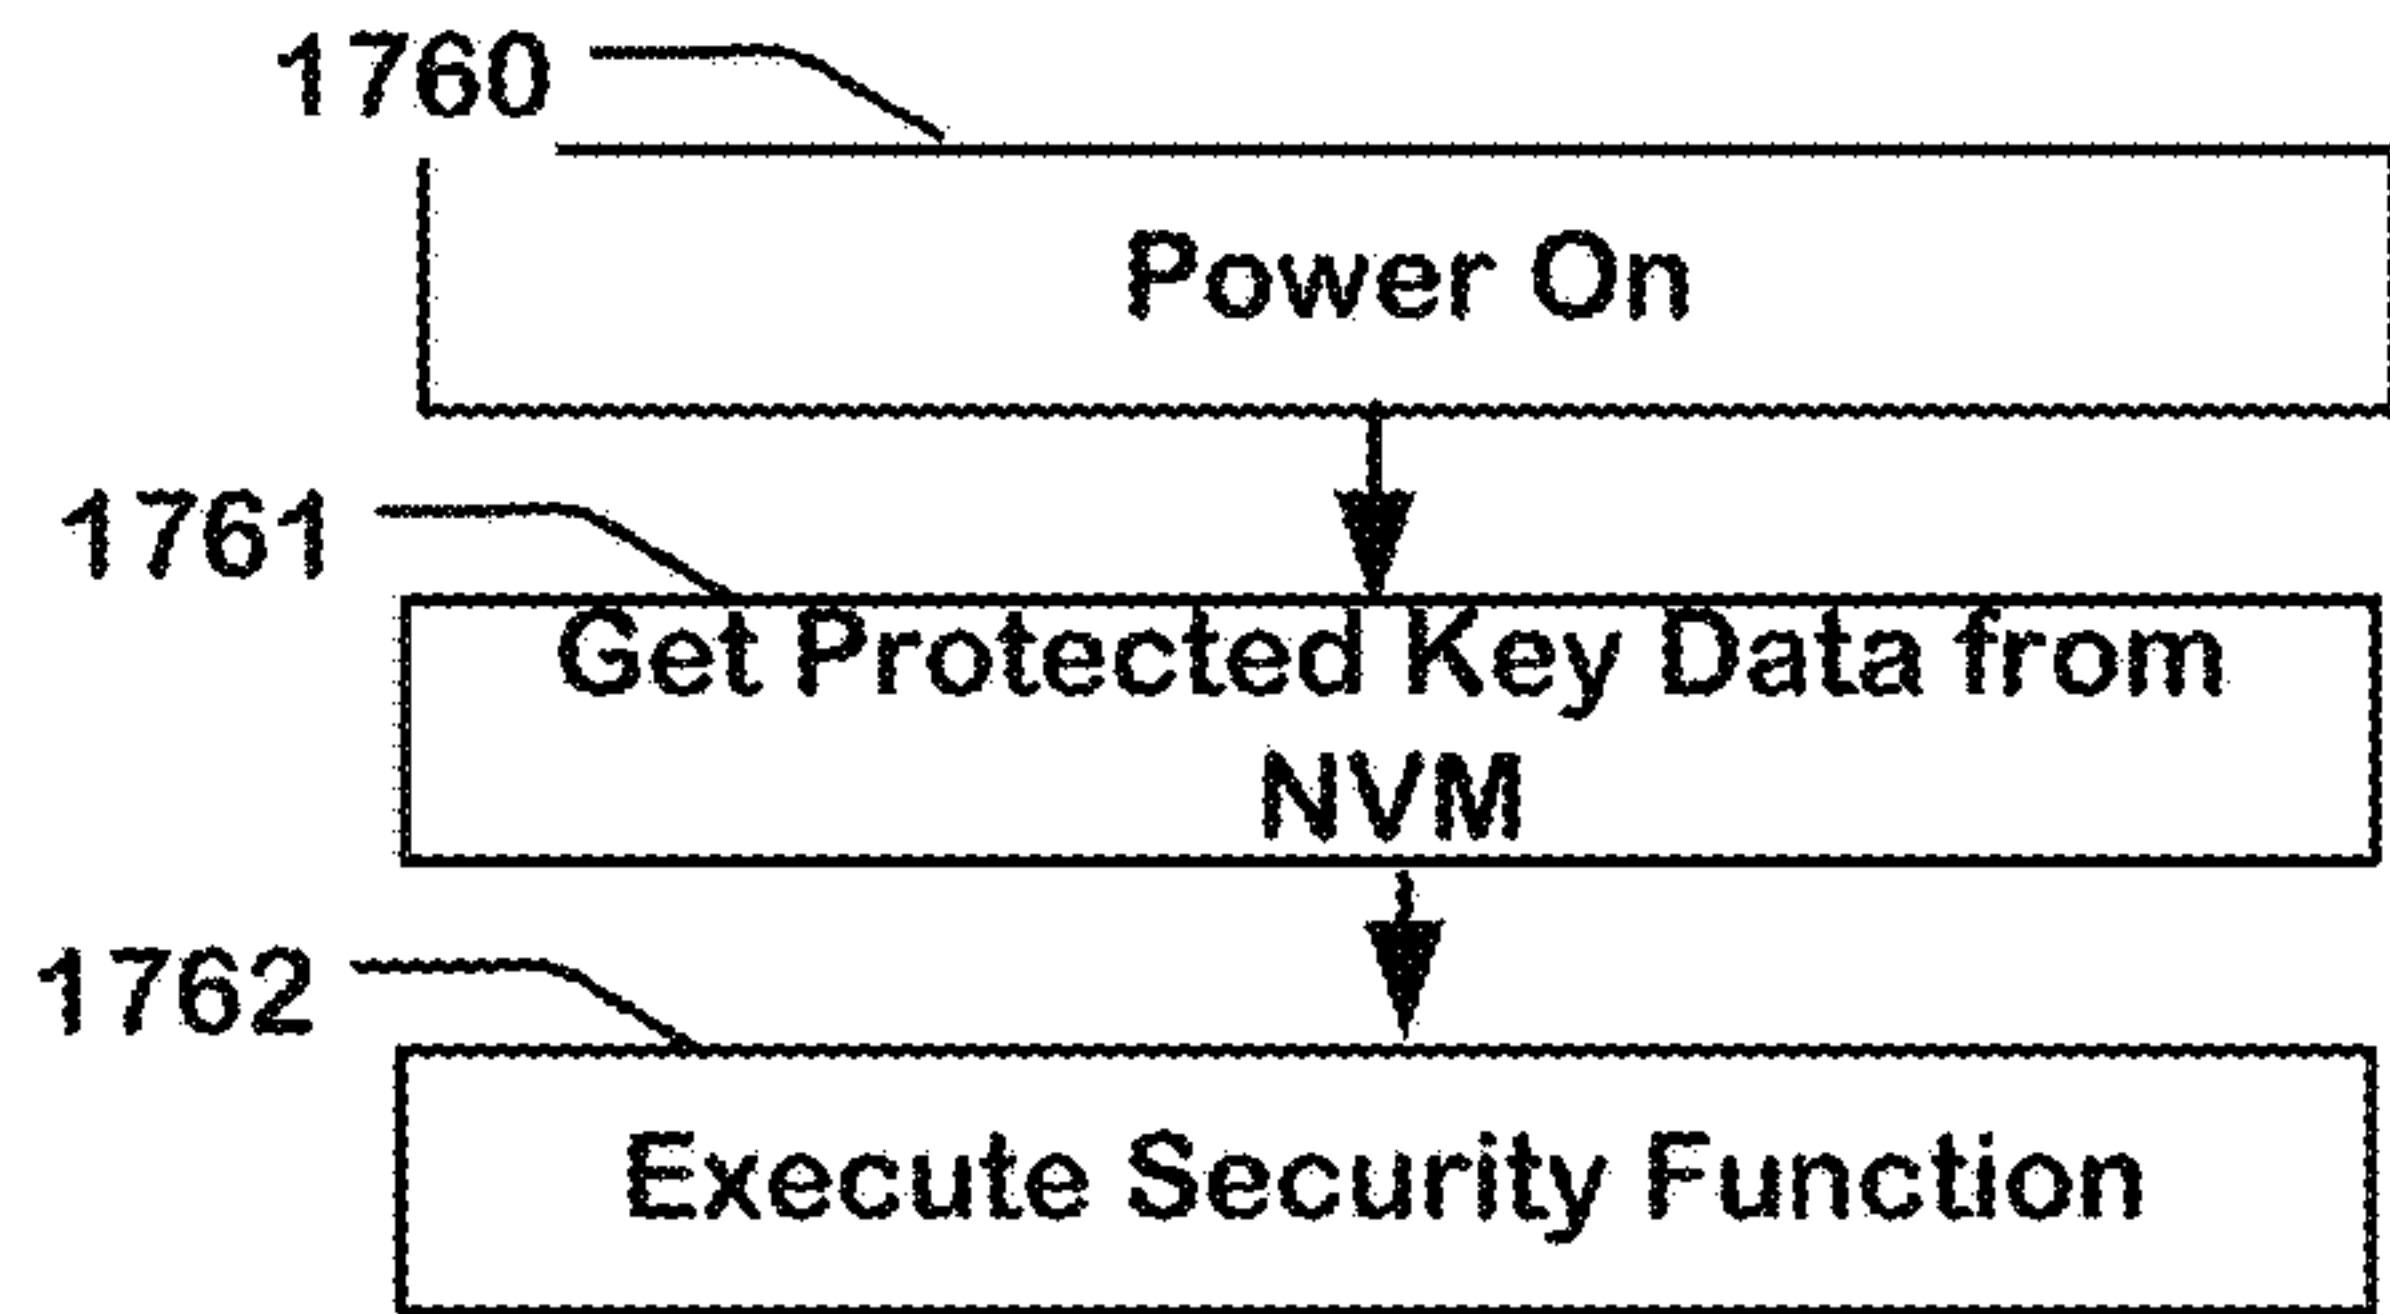 1760
Power On
1761
Get Protected Key Data from
NVM
1762
Execute Security Function